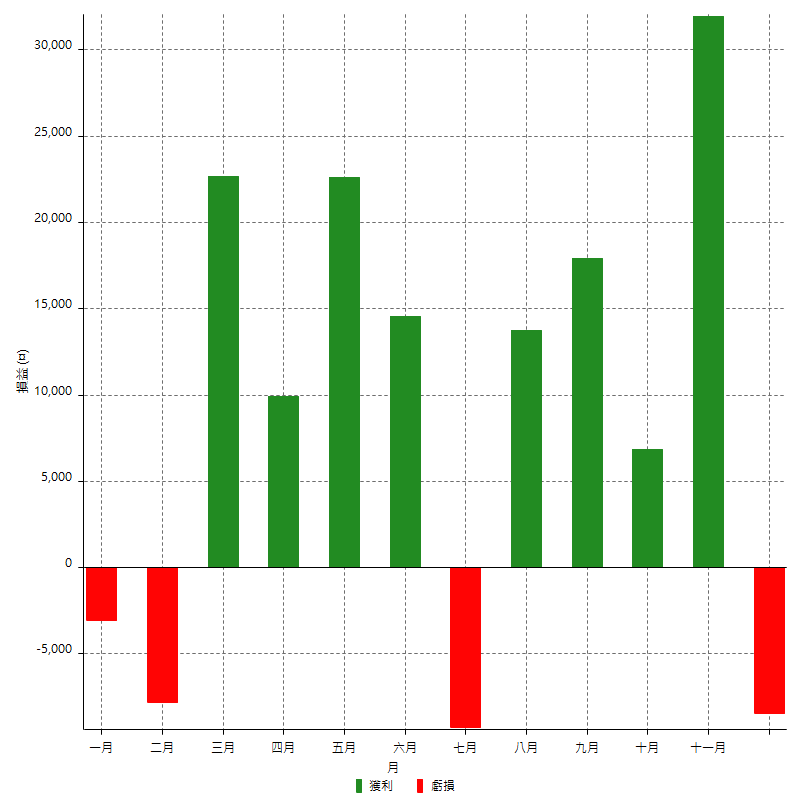 30,000
25,000
20,000
15,000
10,000
5,000
0
-5,000
損益 (¤)
一月 二月 三月 四月 五月 六月 七月 八月 九月 十月 十一月
月
獲利 虧損